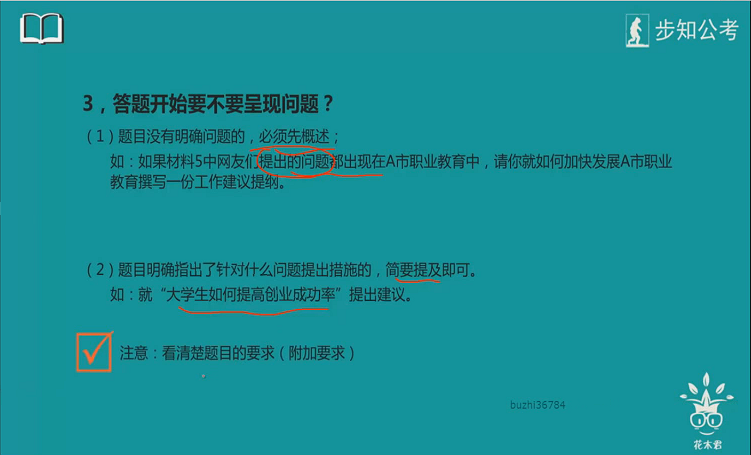 步知公考
3，答题开始要不要呈现问题？
（1）题目没有明确问题的，必须先概述；
如：如果材料5中网友们提出的问题都出现在A市职业教育中，请你就如何加快发展A市职业
教育撰写一份工作建议提纲。
（2）题目明确指出了针对什么问题提出措施的，简要提及即可。
如：就“大学生如何提高创业成功率”提出建议。
注意：看清楚题目的要求（附加要求）
buzhi36784
花木君